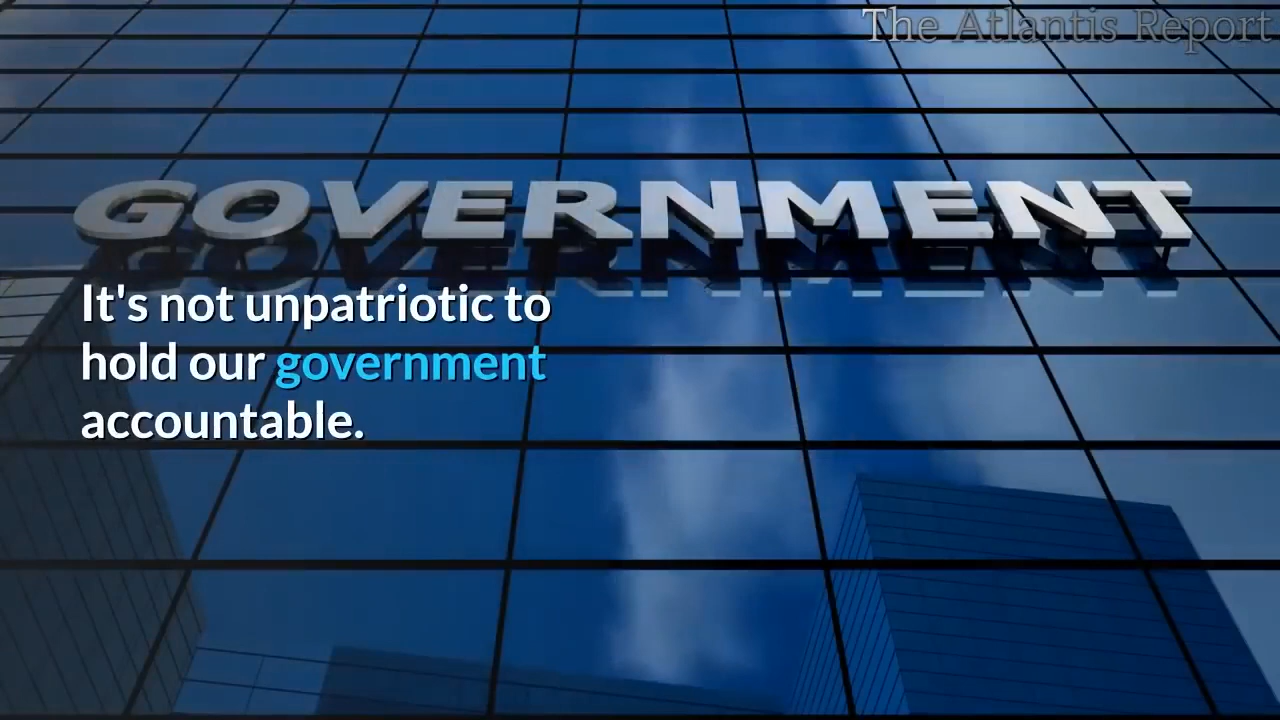 The Atlantis Report
GOVERNMENT
It's not unpatriotic to
hold our government
accountable.